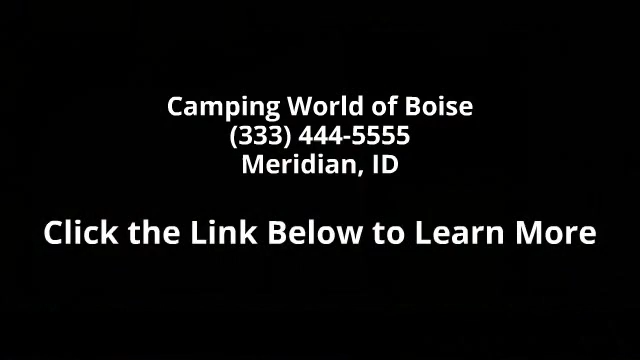 Camping World of Boise
(333) 444-5555
Meridian, ID
Click the Link Below to Learn More